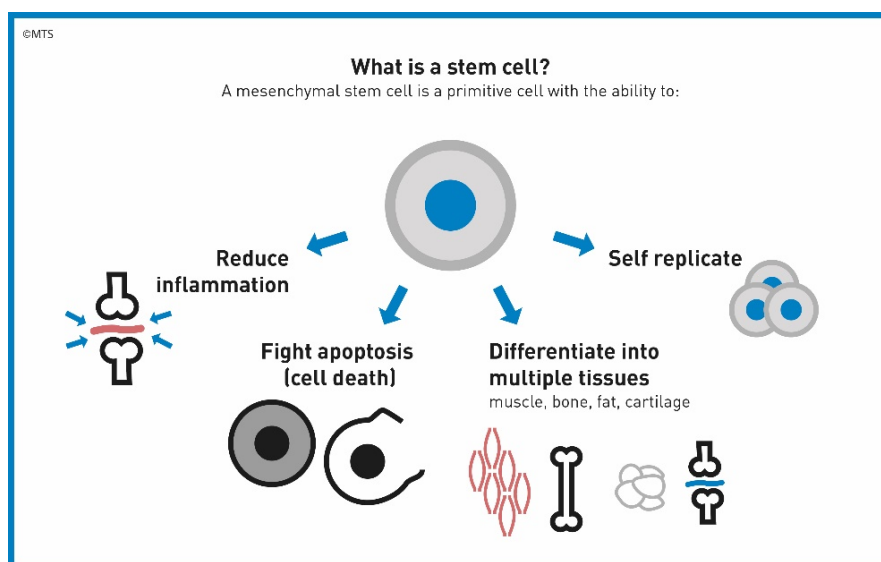 ©MTS
What is a stem cell?
A mesenchymal stem cell is a primitive cell with the ability to:
Reduce
inflammation
Fight apoptosis
(cell death)
Differentiate into
multiple tissues
muscle, bone, fat, cartilage
Self replicate